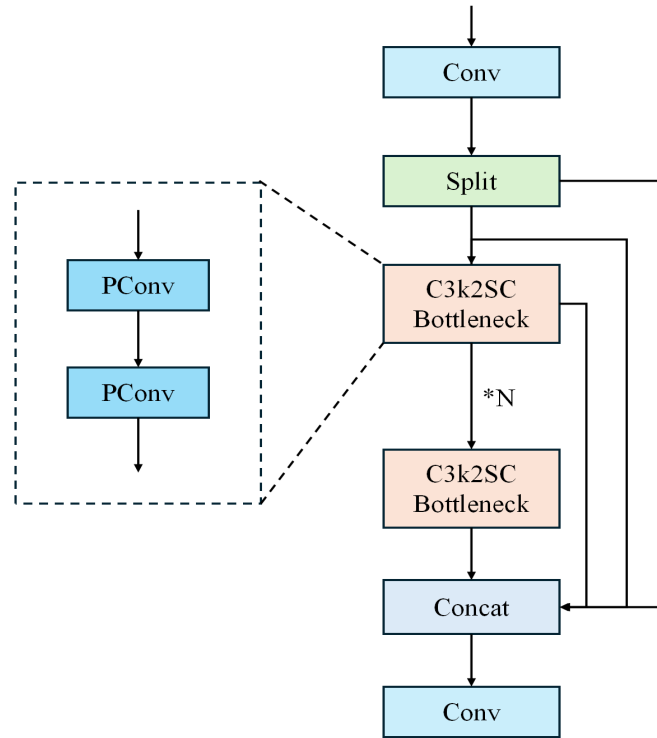 Conv
Split
PConv
PConv
C3k2SC
Bottleneck
*N
C3k2SC
Bottleneck
Concat
Conv